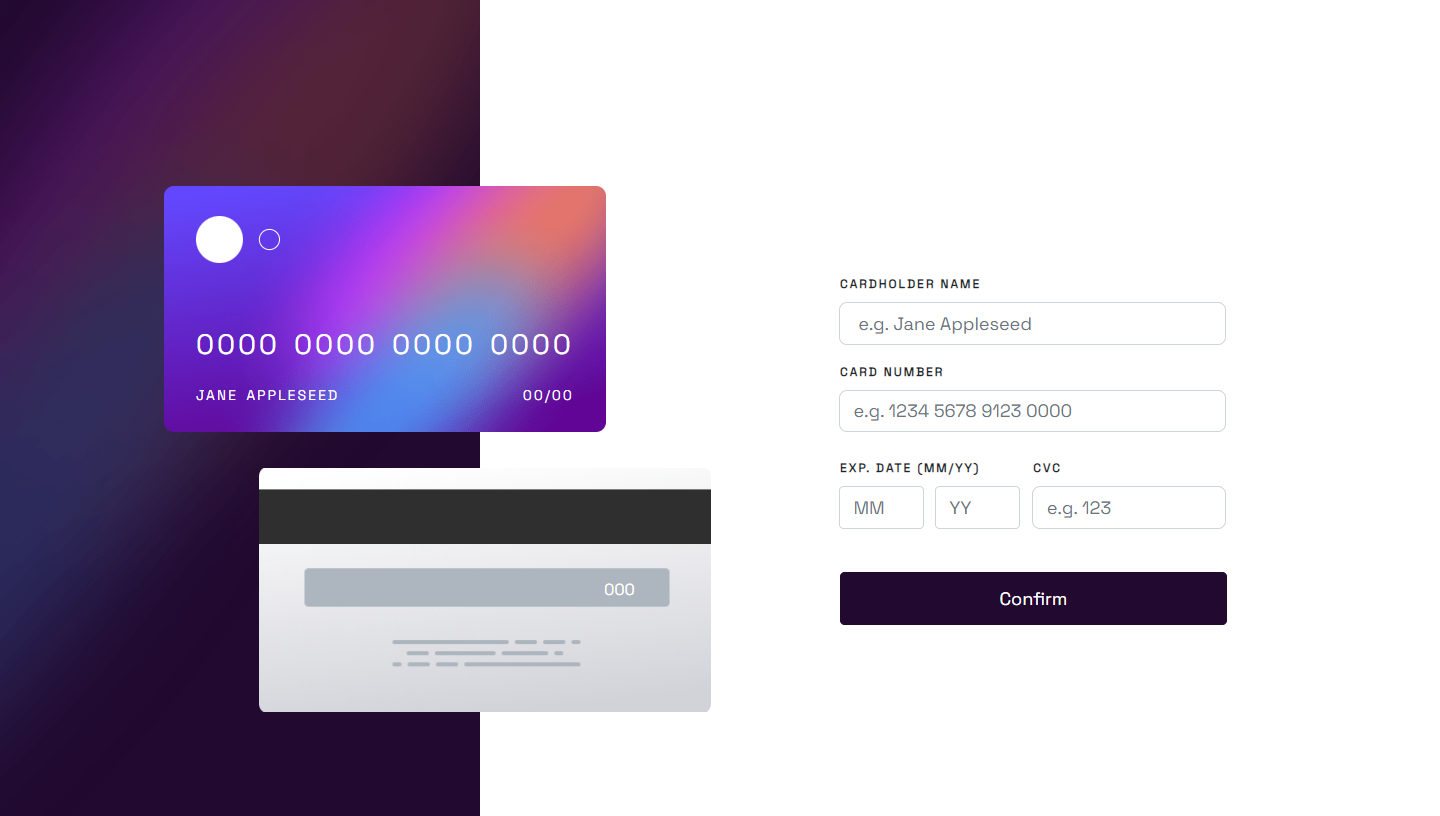 0000 0000 0000 0000
JANE APPLESEED 00/00
000
CARDHOLDER NAME
e.g. Jane Appleseed
CARD NUMBER
e.g. 1234 5678 9123 0000
EXP. DATE (MM/YY) CVC
MM YY e.g. 123
Confirm